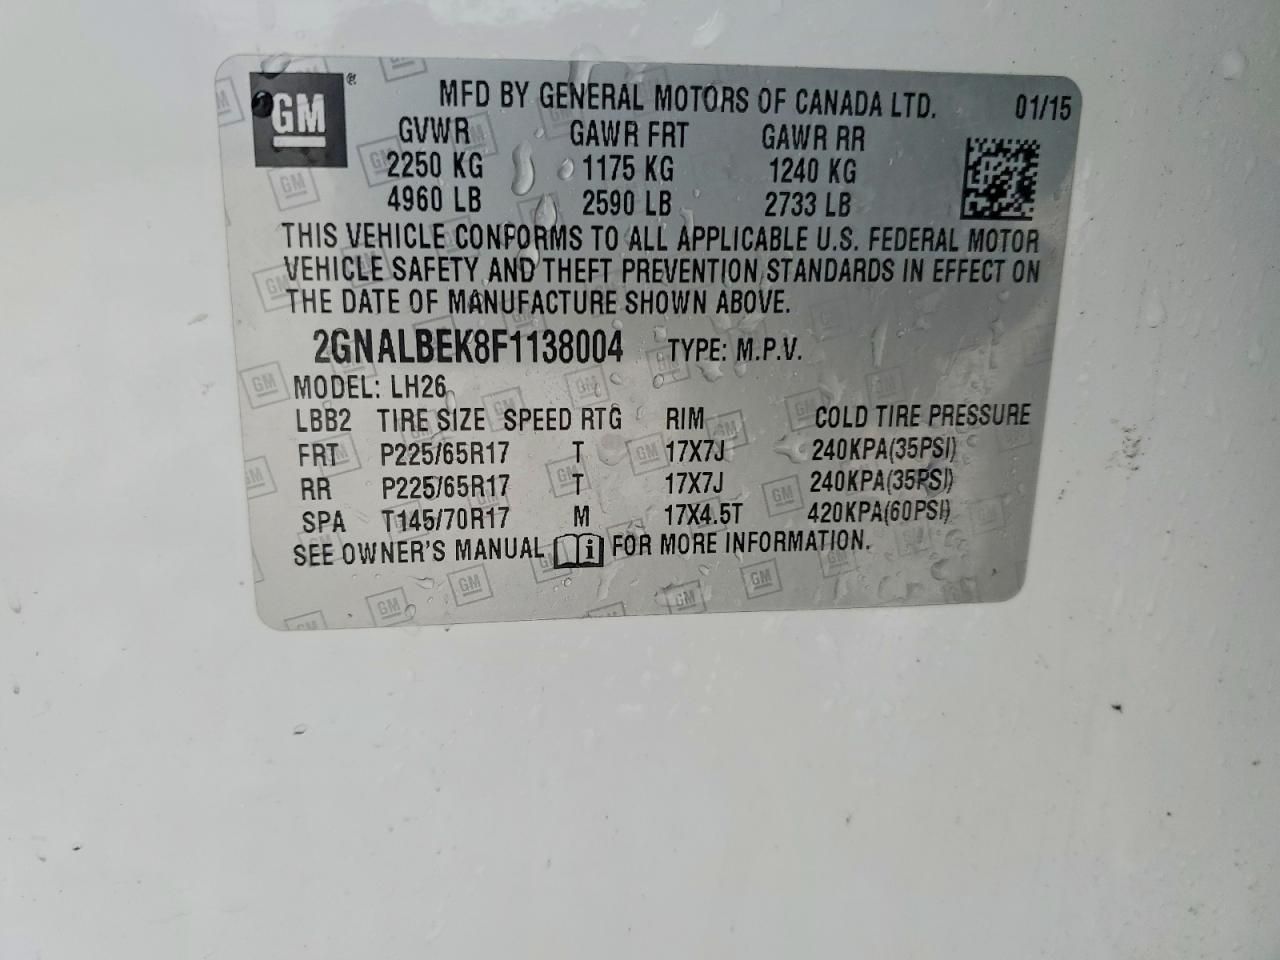 GM ® MFD BY GENERAL MOTORS OF CANADA LTD. 01/15
GVWR GAWR FRT GAWR RR
2250 KG 1175 KG 1240 KG
4960 LB 2590 LB 2733 LB
THIS VEHICLE CONFORMS TO ALL APPLICABLE U.S. FEDERAL MOTOR
VEHICLE SAFETY AND THEFT PREVENTION STANDARDS IN EFFECT ON
THE DATE OF MANUFACTURE SHOWN ABOVE.
2GNALBEK8F1138004 TYPE: M.P.V.
MODEL: LH26
LBB2 TIRE SIZE SPEED RTG RIM COLD TIRE PRESSURE
FRT P225/65R17 T 17X7J 240KPA(35PSI)
RR P225/65R17 T 17X7J 240KPA(35PSI)
SPA T145/70R17 M 17X4.5T 420KPA(60PSI)
SEE OWNER'S MANUAL i FOR MORE INFORMATION.